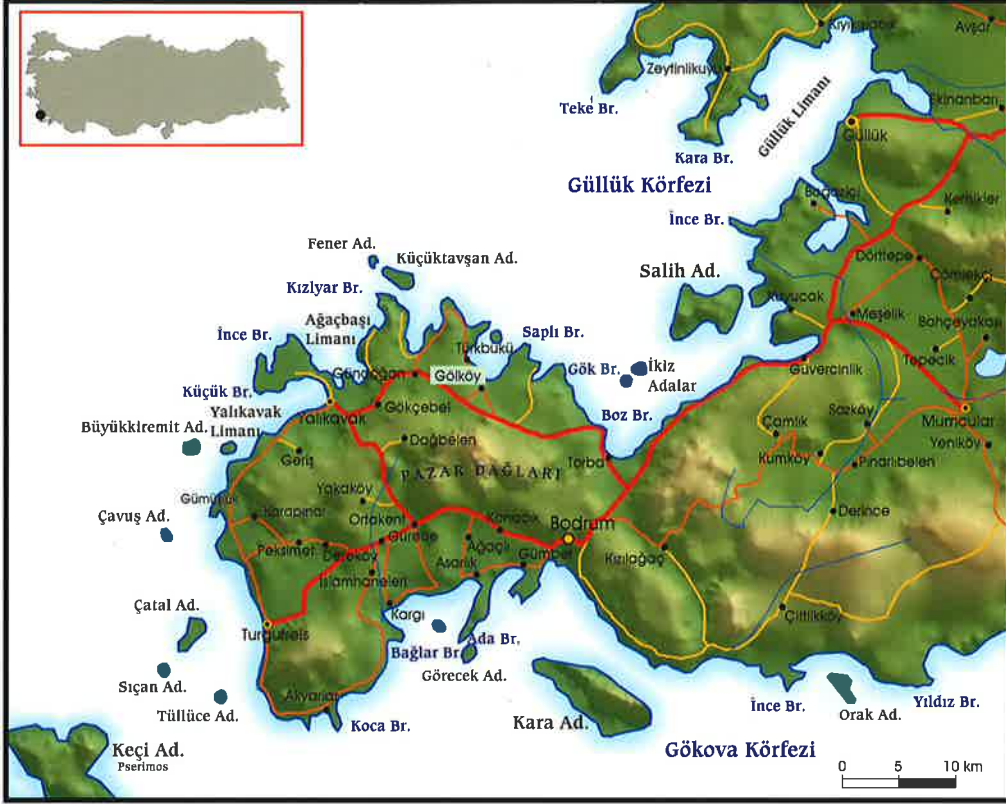 Kıyıkışlacık
Avşar
Zeytinlikuyu
Teke Br.
Ekinanbarı
Güllük Limanı
Güllük
Kara Br.
Güllük Körfezi
Boğaziçi
Kemikler
İnce Br.
Fener Ad.
Küçüktavşan Ad.
Dörttepe
Salih Ad.
Kızlyar Br.
Çömlekçi
Kuyucak
Ağaçbaşı
Limanı
Meşelik
Bahçeyakası
İnce Br.
Saplı Br.
Türkbükü
Tepecik
Gök Br.
İkiz
Adalar
Güvercinlik
Gündoğan
Gölköy
Küçük Br.
Gökçebel
Yalıkavak
Yalıkavak
Limanı
Boz Br.
Sazköy
Çamlık
Mumcular
Büyükkiremit Ad.
Dağbelen
Yeniköy
Geriş
Torba
Kumköy
Pınarlıbelen
PAZAR DAĞLARI
Yakaköy
Gümüşlük
Karapınar
Çavuş Ad.
Ortakent
Konacık
Bodrum
Derince
Gürece
Peksimet
Dereköy
Ağaçlı
Gümbet
Kızılağaç
Asarlık
İslamhaneleri
Çatal Ad.
Kargı
Çiftlikköy
Turgutreis
Ada Br.
Bağlar Br.
Görecek Ad.
Sıçan Ad.
Akyarlar
Tüllüce Ad.
Koca Br.
Kara Ad.
İnce Br.
Orak Ad.
Yıldız Br.
Keçi Ad.
Pserimos
Gökova Körfezi
0 5 10 km